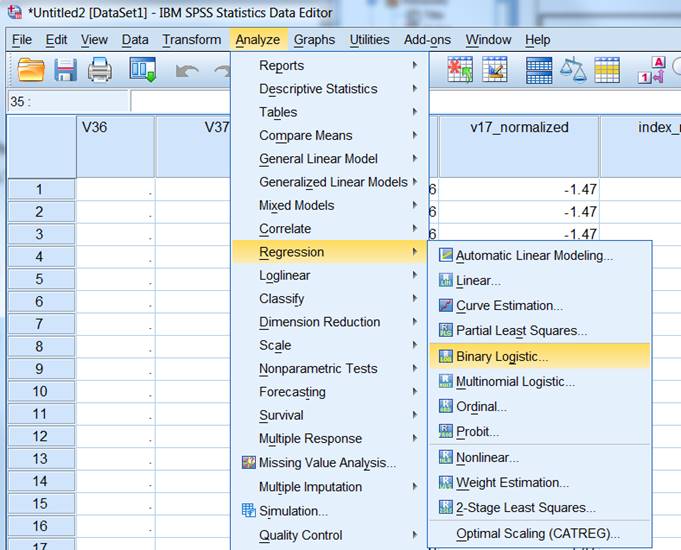 *Untitled2 [DataSet1] - IBM SPSS Statistics Data Editor
File Edit View Data Transform Analyze Graphs Utilities Add-ons Window Help
35 :
V36 V37 v17_normalized
Reports
Descriptive Statistics
Tables
Compare Means
General Linear Model
Generalized Linear Models
Mixed Models
Correlate
Regression
Loglinear
Classify
Dimension Reduction
Scale
Nonparametric Tests
Forecasting
Survival
Multiple Response
Missing Value Analysis...
Multiple Imputation
Simulation...
Quality Control
Automatic Linear Modeling...
Linear...
Curve Estimation...
Partial Least Squares...
Binary Logistic...
Multinomial Logistic...
Ordinal...
Probit...
Nonlinear...
Weight Estimation...
2-Stage Least Squares...
Optimal Scaling (CATREG)...
1 . 6 -1.47
2 . 6 -1.47
3 . 6 -1.47
4 .
5 .
6 .
7 .
8 .
9 .
10 .
11 .
12 .
13 .
14 .
15 .
16 .
17